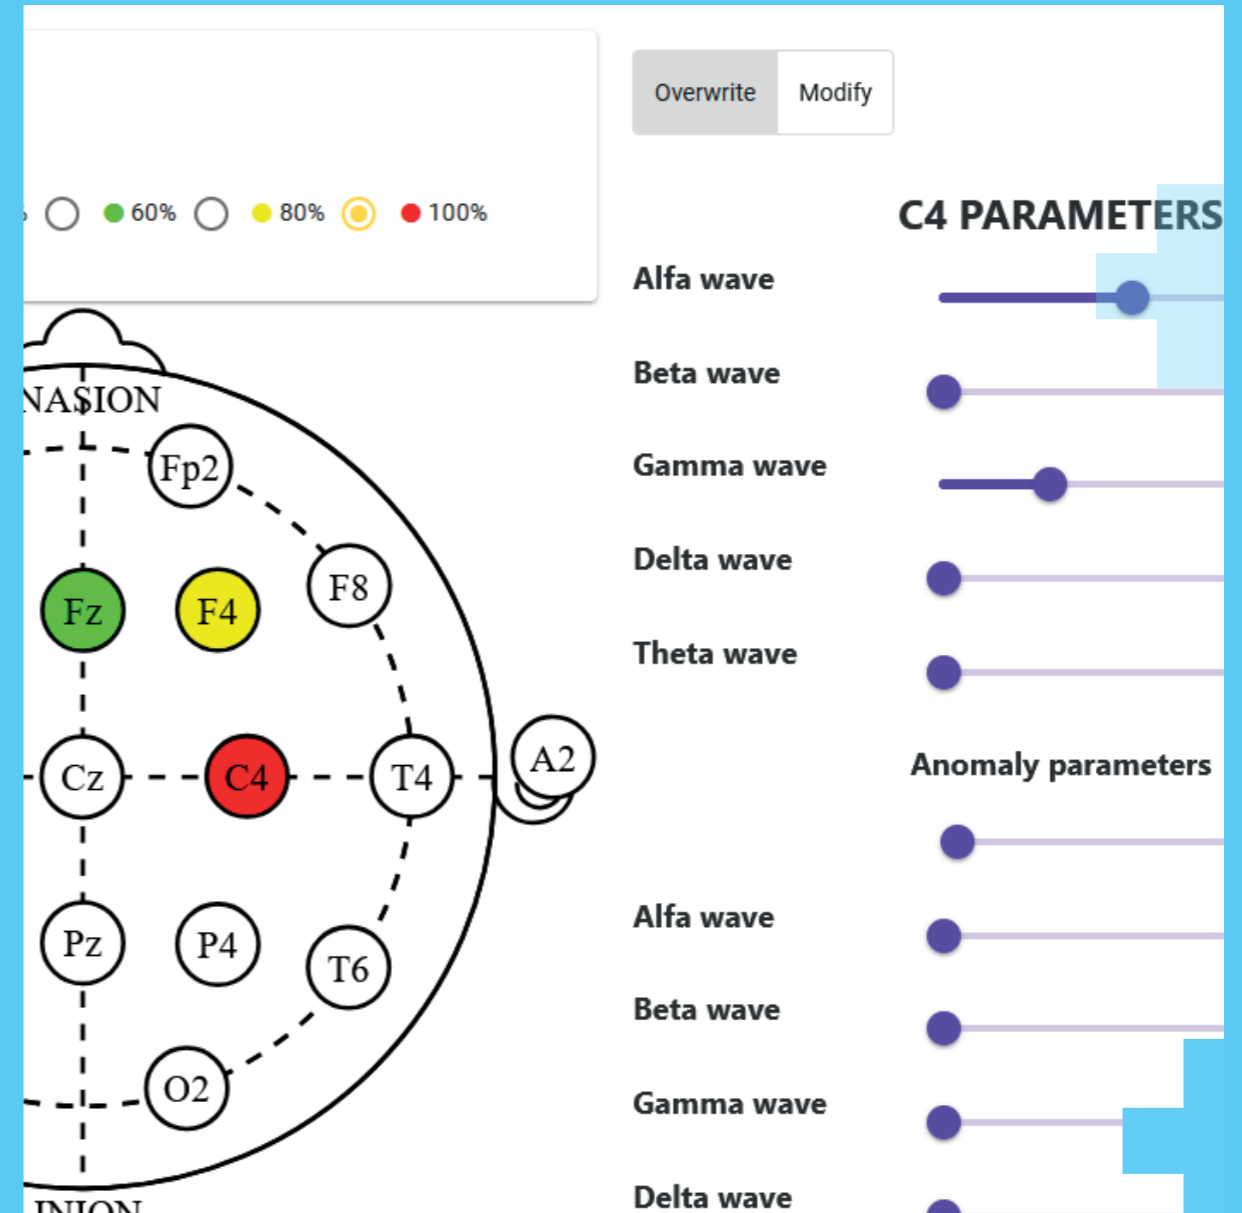 Overwrite Modify
60% 80% 100%
C4 PARAMETERS
Alfa wave
Beta wave
Gamma wave
Delta wave
Theta wave
Anomaly parameters
Alfa wave
Beta wave
Gamma wave
Delta wave
NASION
Fp2
F8
Fz F4
Cz C4 T4 A2
Pz P4 T6
O2
INION